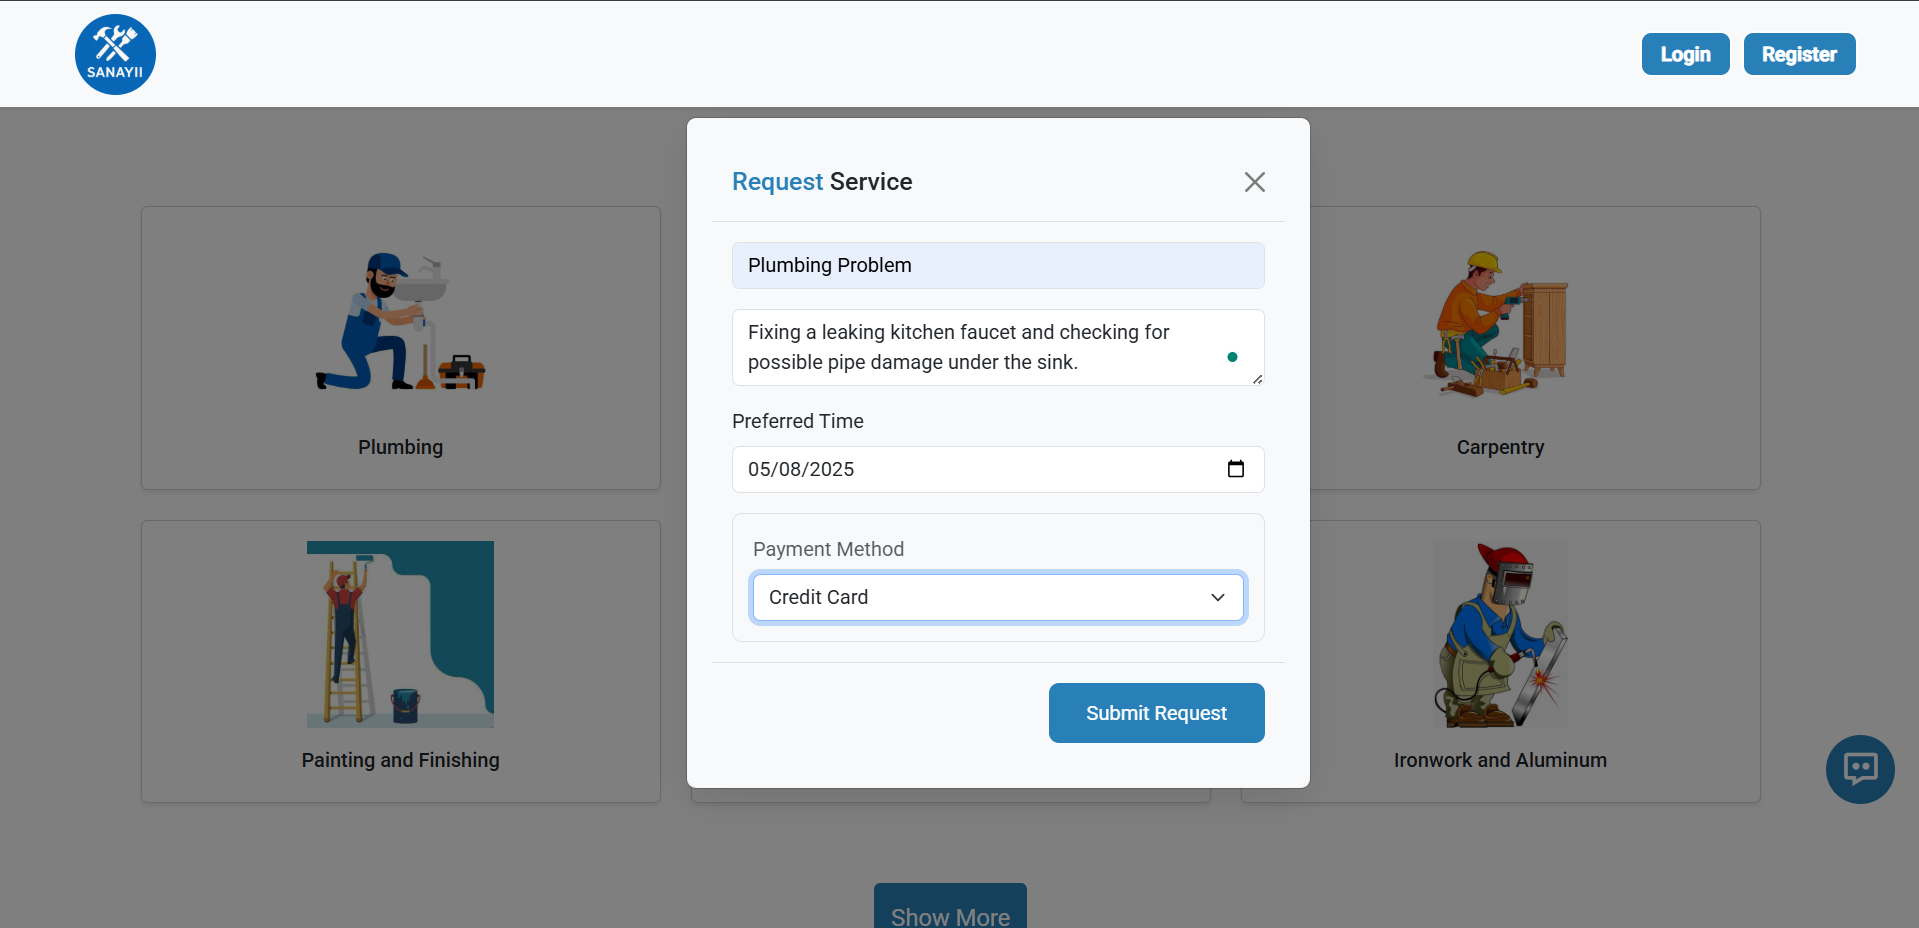 SANAYII
Login
Register
Request Service
Plumbing Problem
Fixing a leaking kitchen faucet and checking for
possible pipe damage under the sink.
Preferred Time
05/08/2025
Payment Method
Credit Card
Submit Request
Plumbing
Carpentry
Painting and Finishing
Ironwork and Aluminum
Show More